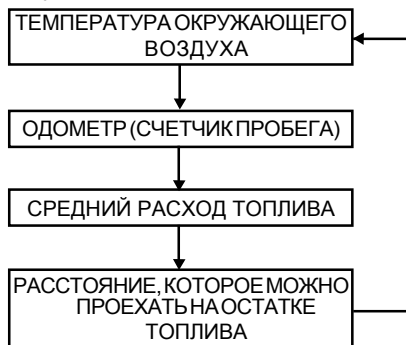 ТЕМПЕРАТУРА ОКРУЖАЮЩЕГО
ВОЗДУХА
ОДОМЕТР (СЧЕТЧИК ПРОБЕГА)
СРЕДНИЙ РАСХОД ТОПЛИВА
РАССТОЯНИЕ, КОТОРОЕ МОЖНО
ПРОЕХАТЬ НА ОСТАТКЕ
ТОПЛИВА